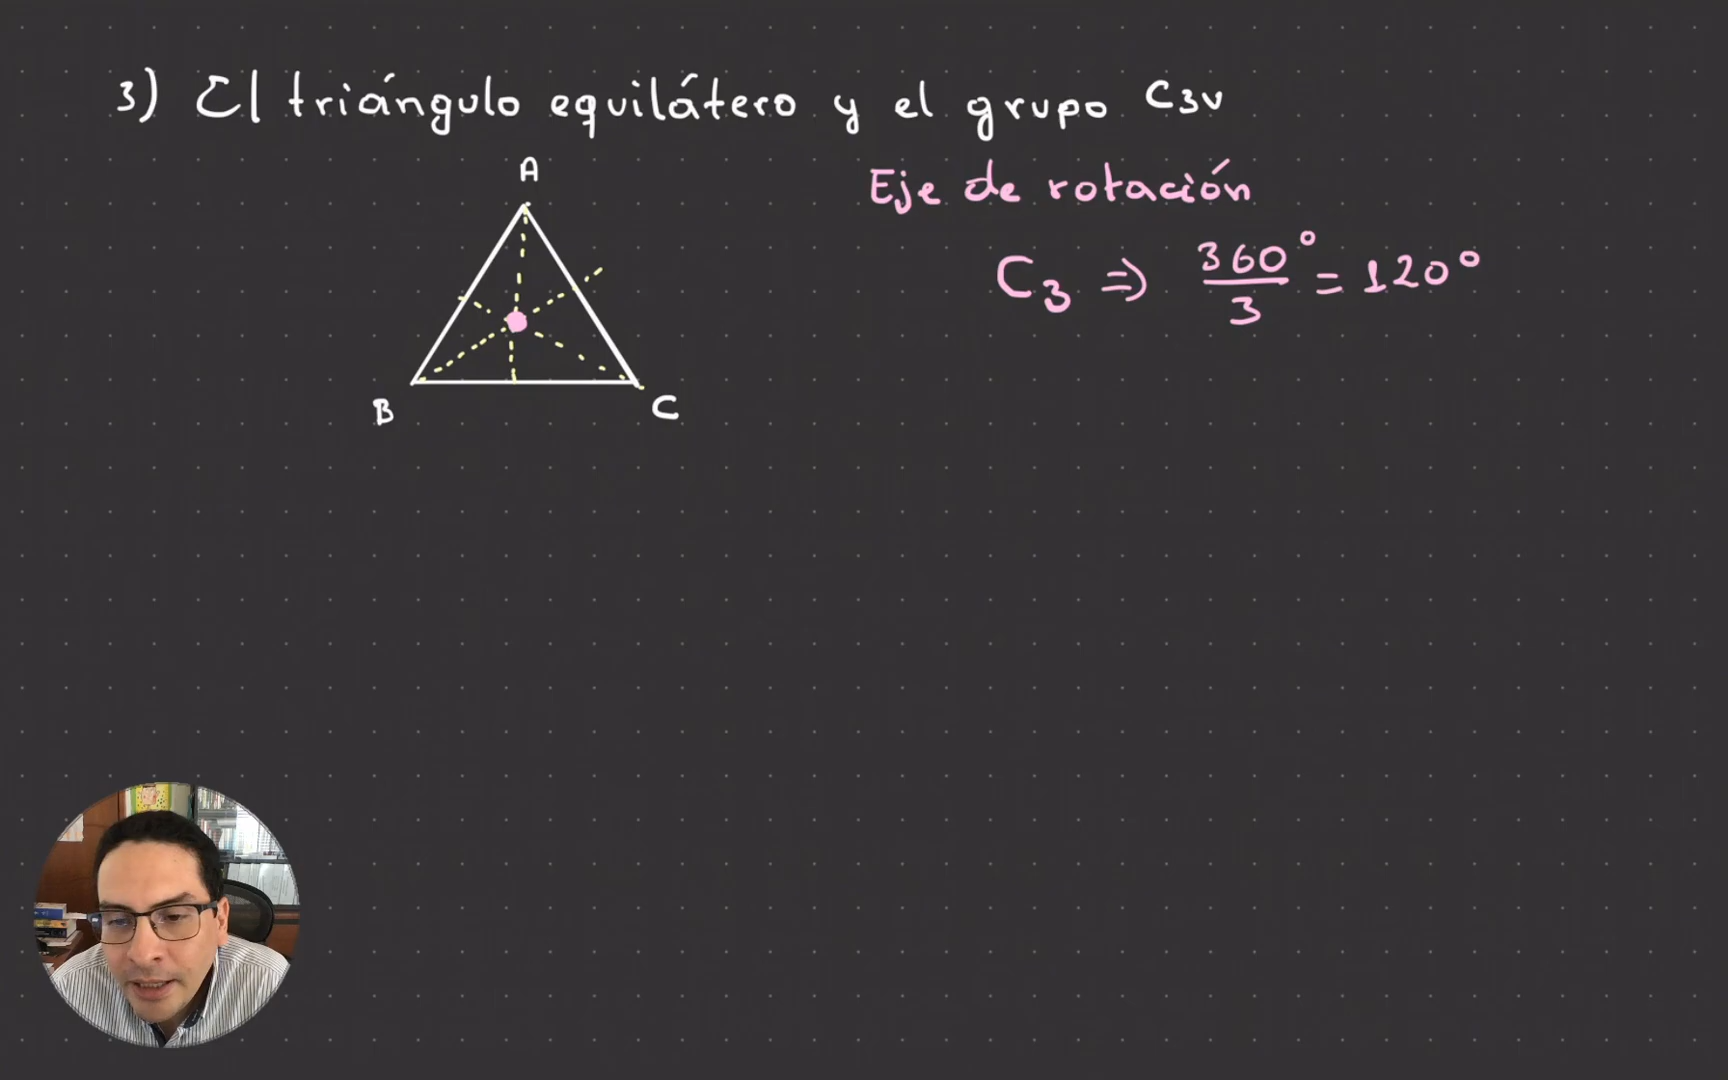 3) El triángulo equilátero y el grupo C3v
A
Eje de rotación
C3 ⇒ 360°/3 = 120°
B
C